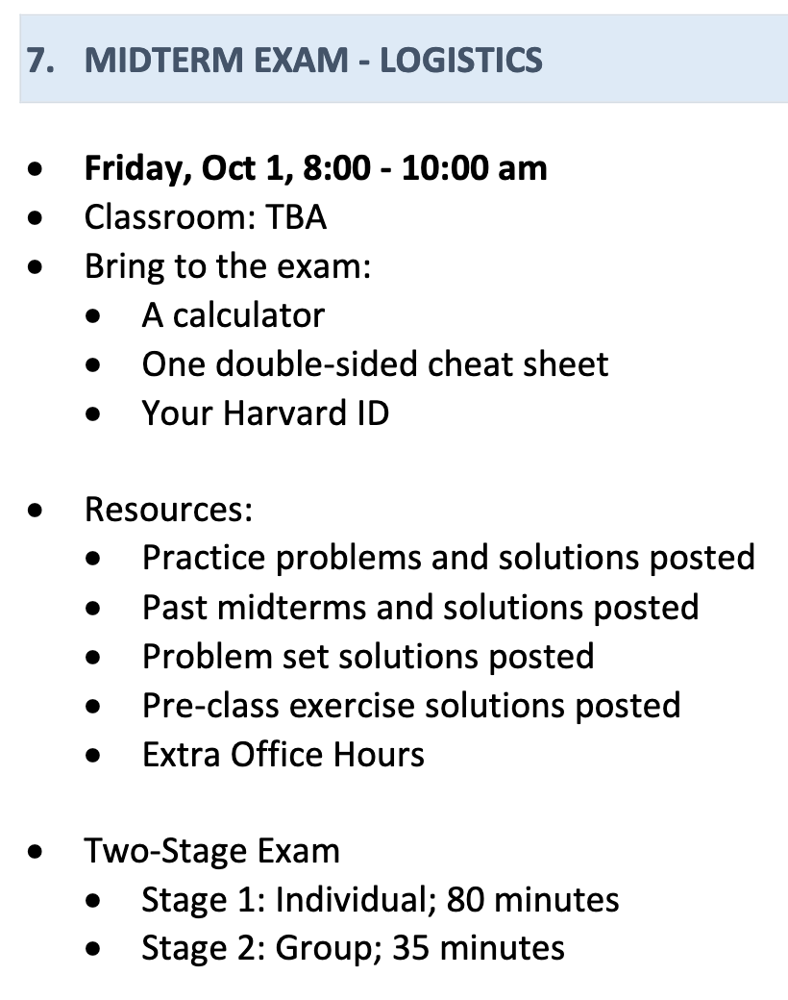 7. MIDTERM EXAM - LOGISTICS
• Friday, Oct 1, 8:00 - 10:00 am
• Classroom: TBA
• Bring to the exam:
• A calculator
• One double-sided cheat sheet
• Your Harvard ID
• Resources:
• Practice problems and solutions posted
• Past midterms and solutions posted
• Problem set solutions posted
• Pre-class exercise solutions posted
• Extra Office Hours
• Two-Stage Exam
• Stage 1: Individual; 80 minutes
• Stage 2: Group; 35 minutes